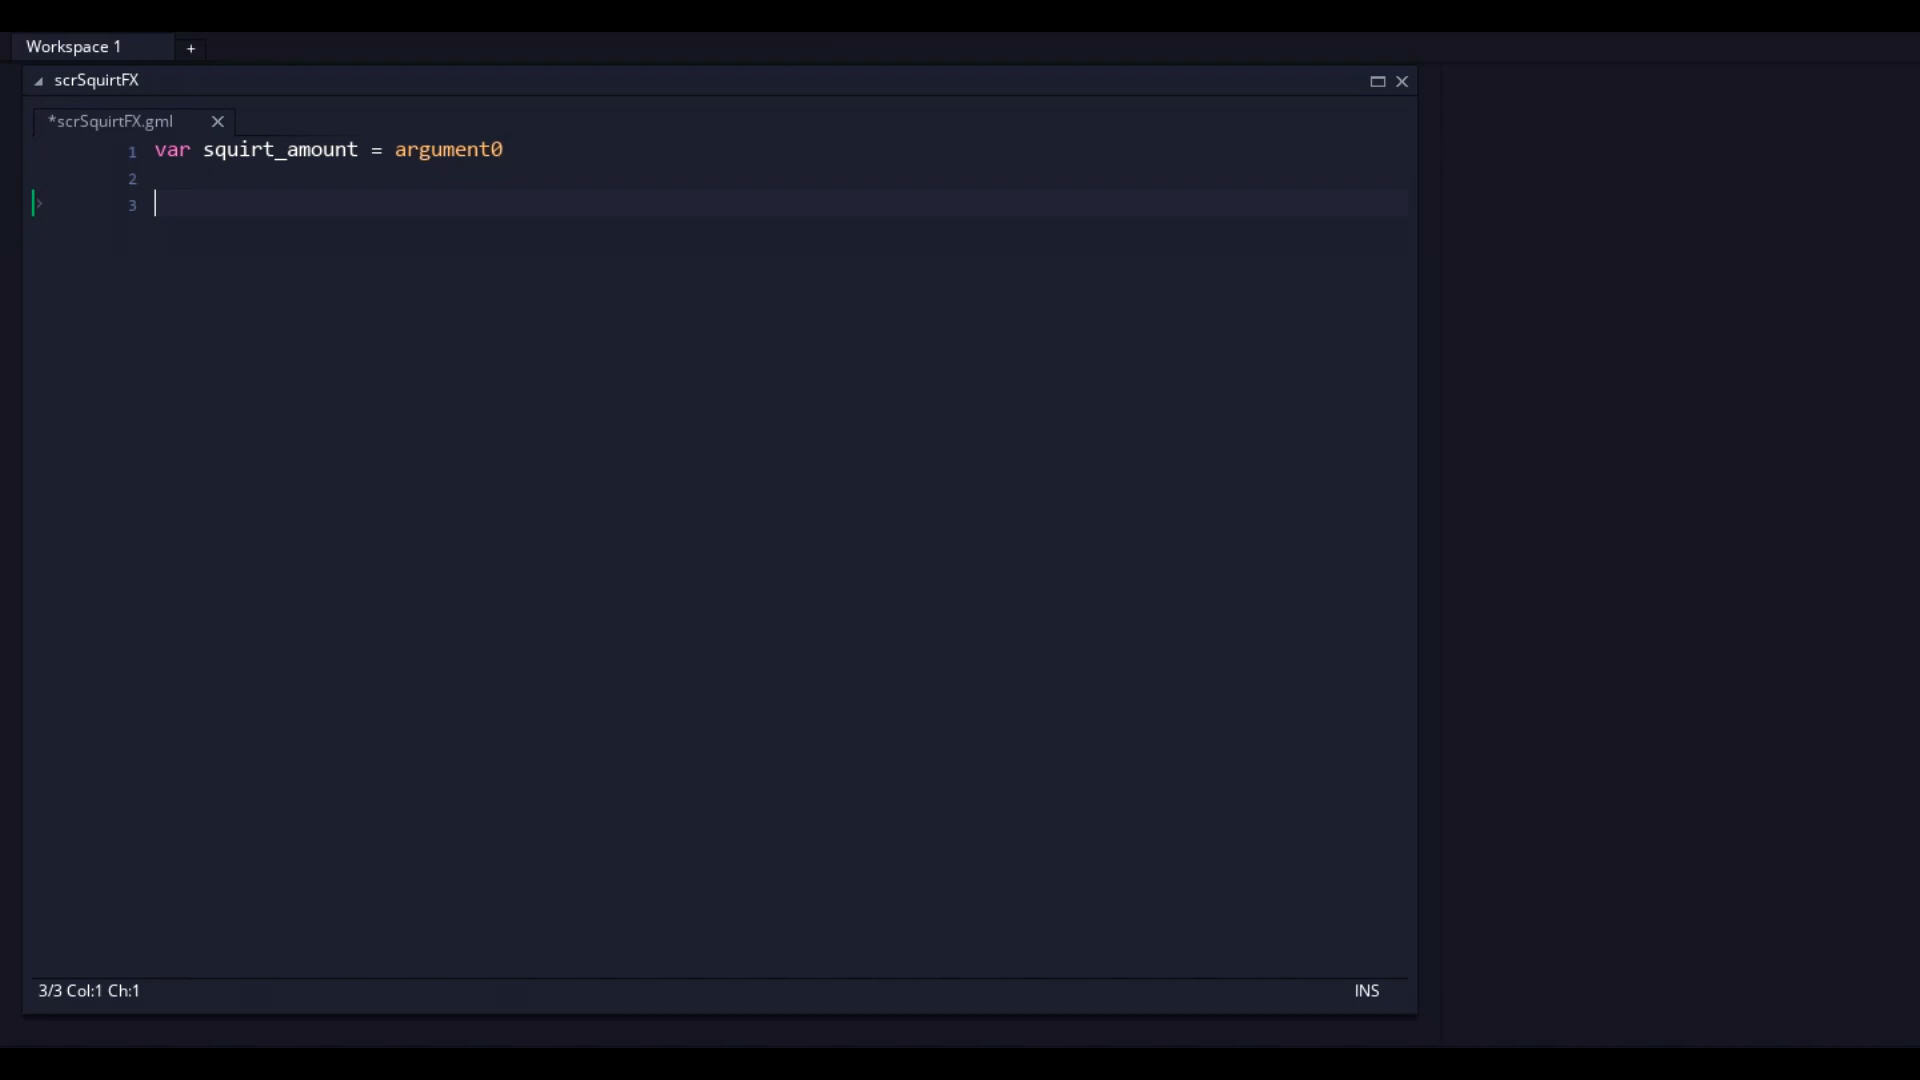 Workspace 1 +
scrSquirtFX
*scrSquirtFX.gml
1 var squirt_amount = argument0
2
3
3/3 Col:1 Ch:1 INS